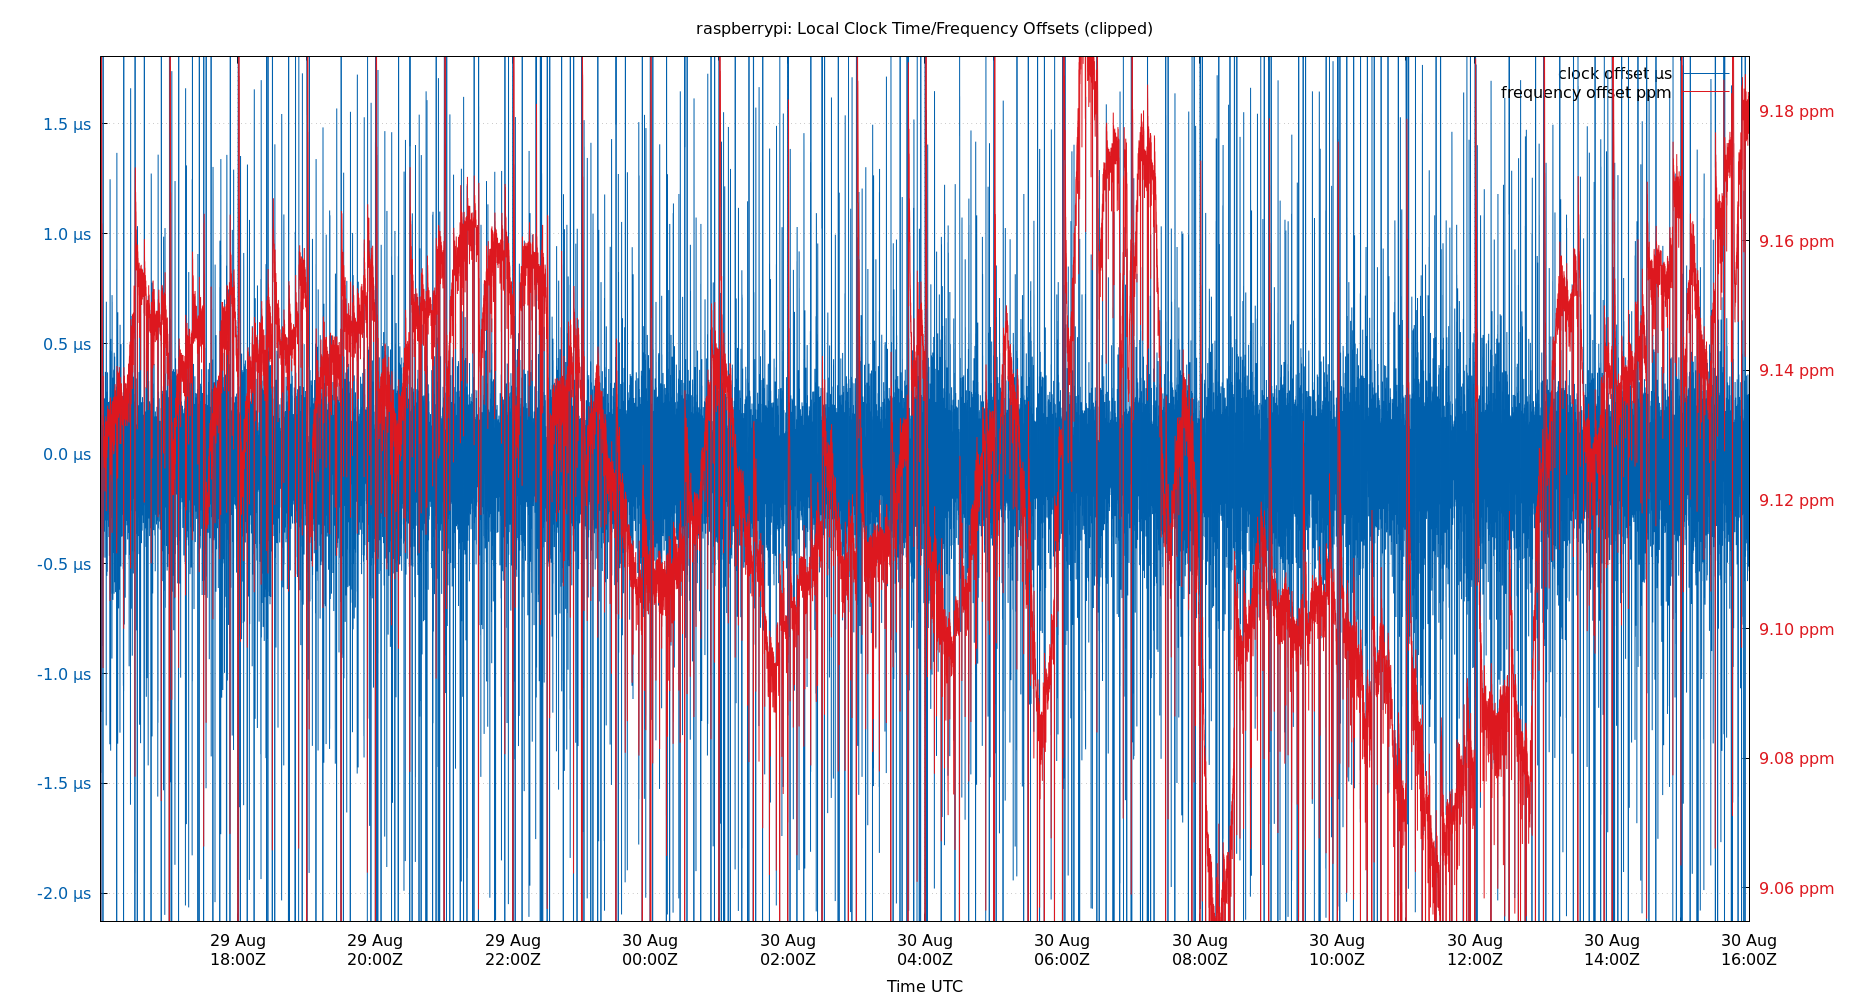 raspberrypi: Local Clock Time/Frequency Offsets (clipped)
clock offset µs
frequency offset ppm
1.5 µs
1.0 µs
0.5 µs
0.0 µs
-0.5 µs
-1.0 µs
-1.5 µs
-2.0 µs
9.18 ppm
9.16 ppm
9.14 ppm
9.12 ppm
9.10 ppm
9.08 ppm
9.06 ppm
29 Aug 18:00Z
29 Aug 20:00Z
29 Aug 22:00Z
30 Aug 00:00Z
30 Aug 02:00Z
30 Aug 04:00Z
30 Aug 06:00Z
30 Aug 08:00Z
30 Aug 10:00Z
30 Aug 12:00Z
30 Aug 14:00Z
30 Aug 16:00Z
Time UTC